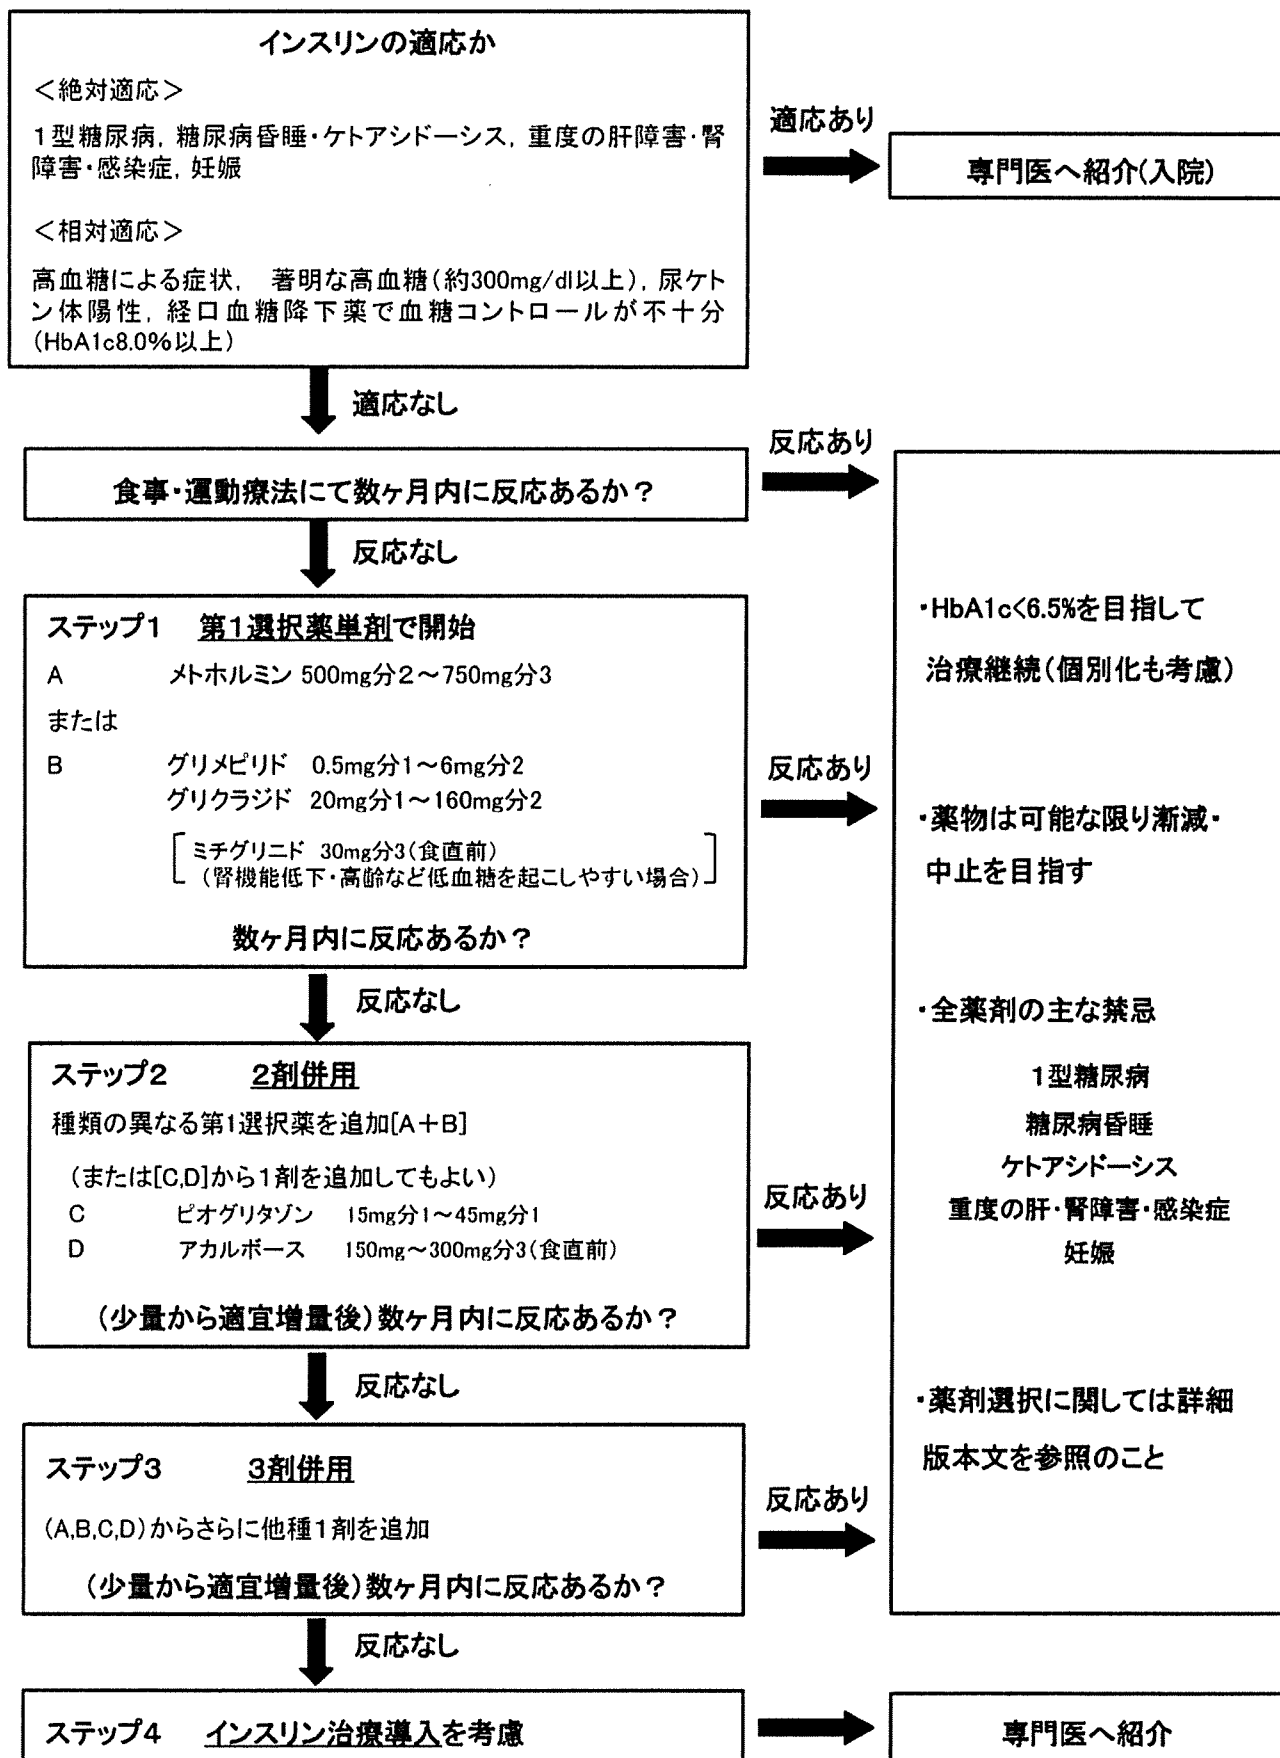 インスリンの適応か
＜絶対適応＞
1型糖尿病, 糖尿病昏睡・ケトアシドーシス, 重度の肝障害・腎
障害・感染症, 妊娠
＜相対適応＞
高血糖による症状,　著明な高血糖(約300mg/dl以上), 尿ケト
ン体陽性, 経口血糖降下薬で血糖コントロールが不十分
(HbA1c8.0%以上)
適応あり
専門医へ紹介(入院)
適応なし
食事・運動療法にて数ヶ月内に反応あるか？
反応あり
反応なし
ステップ1　第1選択薬単剤で開始
A　メトホルミン 500mg分2～750mg分3
または
B　グリメピリド　0.5mg分1～6mg分2
グリクラジド　20mg分1～160mg分2
［ミチグリニド　30mg分3(食直前)
(腎機能低下・高齢など低血糖を起こしやすい場合)］
数ヶ月内に反応あるか？
反応あり
反応なし
ステップ2　2剤併用
種類の異なる第1選択薬を追加[A＋B]
(または[C,D]から1剤を追加してもよい)
C　ピオグリタゾン　15mg分1～45mg分1
D　アカルボース　150mg～300mg分3(食直前)
(少量から適宜増量後)数ヶ月内に反応あるか？
反応あり
反応なし
ステップ3　3剤併用
(A,B,C,D)からさらに他種1剤を追加
(少量から適宜増量後)数ヶ月内に反応あるか？
反応あり
反応なし
ステップ4　インスリン治療導入を考慮
専門医へ紹介
・HbA1c<6.5%を目指して
治療継続(個別化も考慮)
・薬物は可能な限り漸減・
中止を目指す
・全薬剤の主な禁忌
1型糖尿病
糖尿病昏睡
ケトアシドーシス
重度の肝・腎障害・感染症
妊娠
・薬剤選択に関しては詳細
版本文を参照のこと